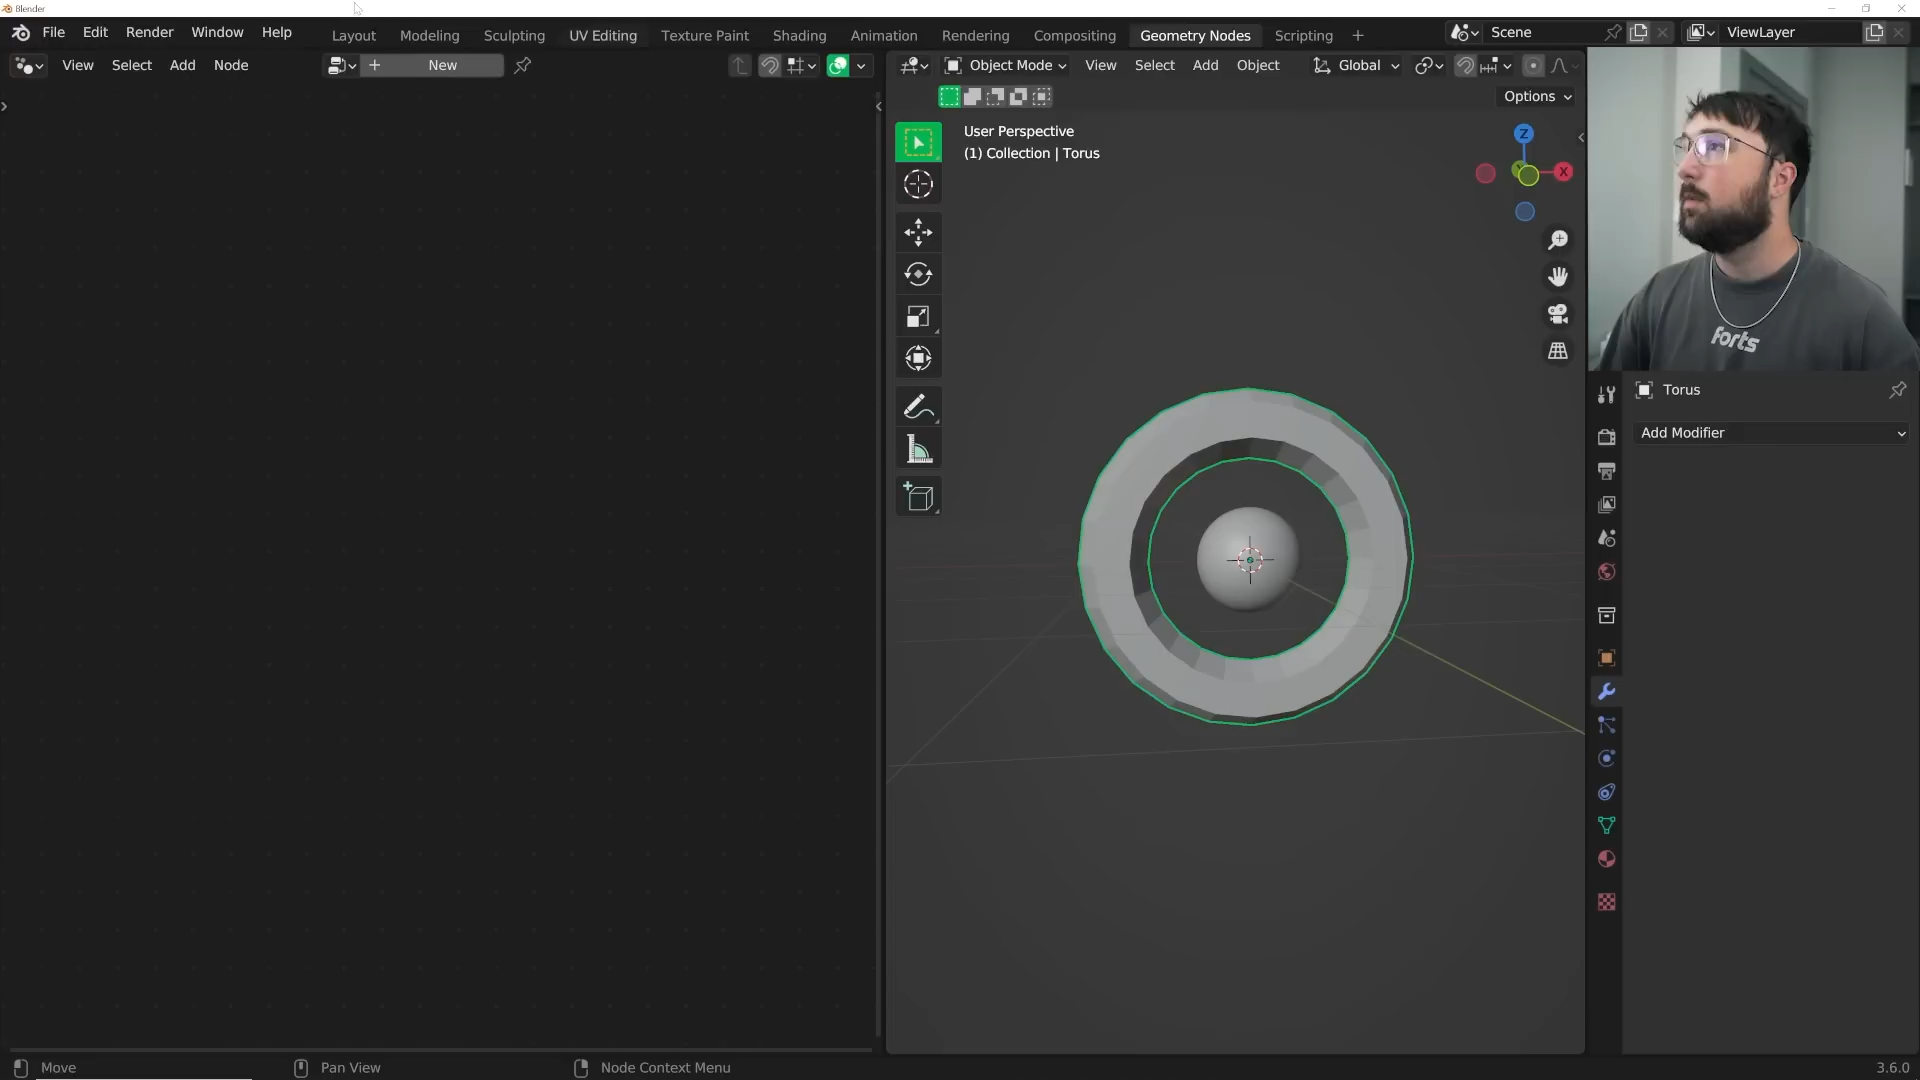 Blender
File Edit Render Window Help
Layout Modeling Sculpting UV Editing Texture Paint Shading Animation Rendering Compositing Geometry Nodes Scripting +
Scene
ViewLayer
View Select Add Node
+ New
Object Mode View Select Add Object Global
Options
User Perspective
(1) Collection | Torus
Z
X
forts
Torus
Add Modifier
Move
Pan View
Node Context Menu
3.6.0